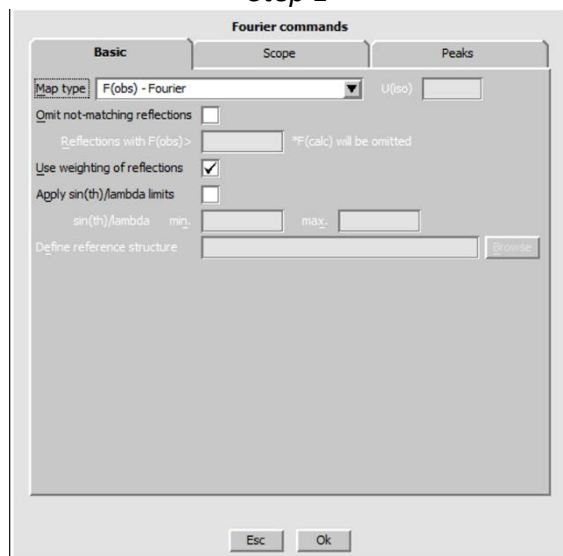 Fourier commands
Basic Scope Peaks
Map type F(obs) - Fourier U(iso)
Omit not-matching reflections
Reflections with F(obs)> *F(calc) will be omitted
Use weighting of reflections
Apply sin(th)/lambda limits
sin(th)/lambda min. max.
Define reference structure Browse
Esc Ok